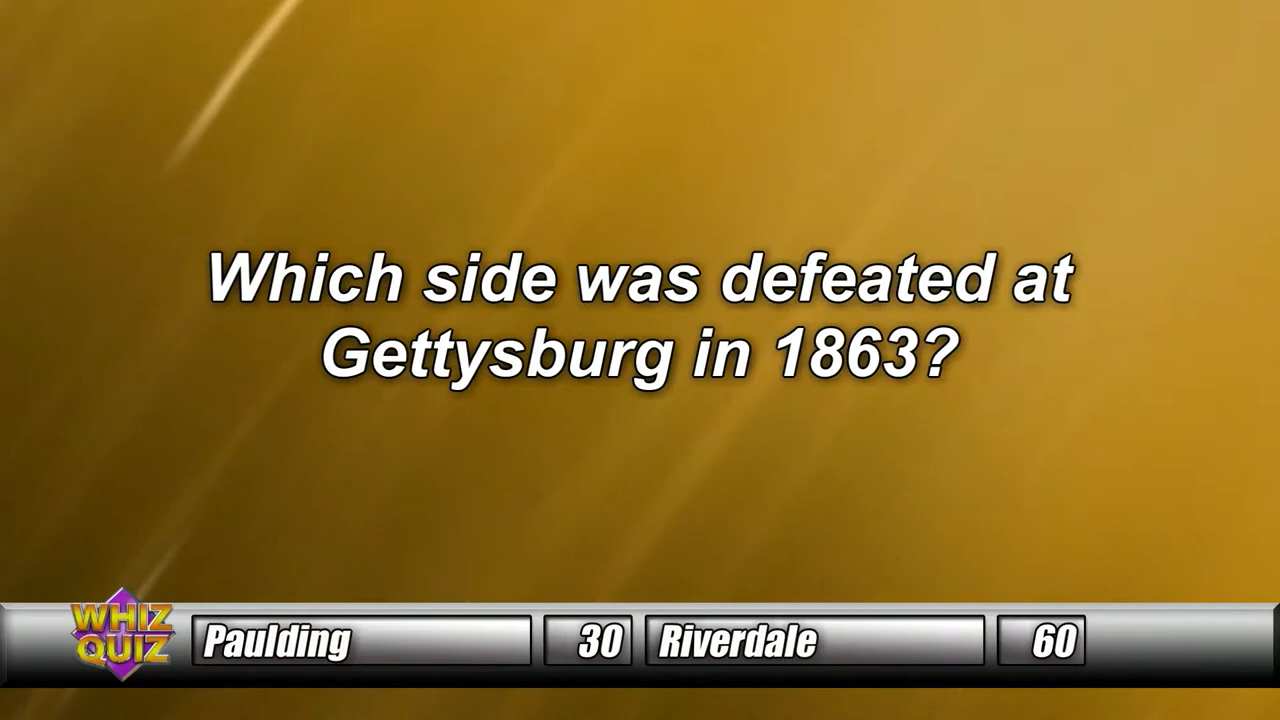 Which side was defeated at
Gettysburg in 1863?
WHIZ
QUIZ
Paulding 30 Riverdale 60